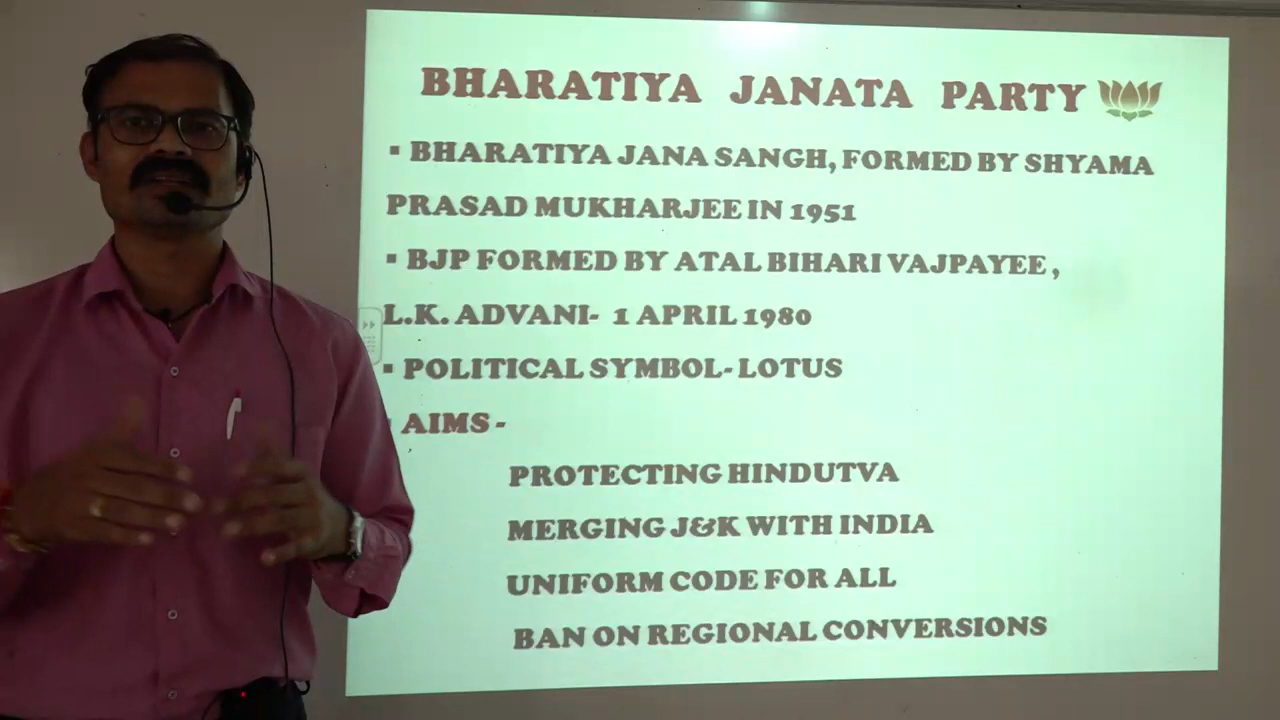 BHARATIYA JANATA PARTY
▪ BHARATIYA JANA SANGH, FORMED BY SHYAMA
PRASAD MUKHARJEE IN 1951
▪ BJP FORMED BY ATAL BIHARI VAJPAYEE ,
L.K. ADVANI- 1 APRIL 1980
▪ POLITICAL SYMBOL- LOTUS
▪ AIMS -
PROTECTING HINDUTVA
MERGING J&K WITH INDIA
UNIFORM CODE FOR ALL
BAN ON REGIONAL CONVERSIONS